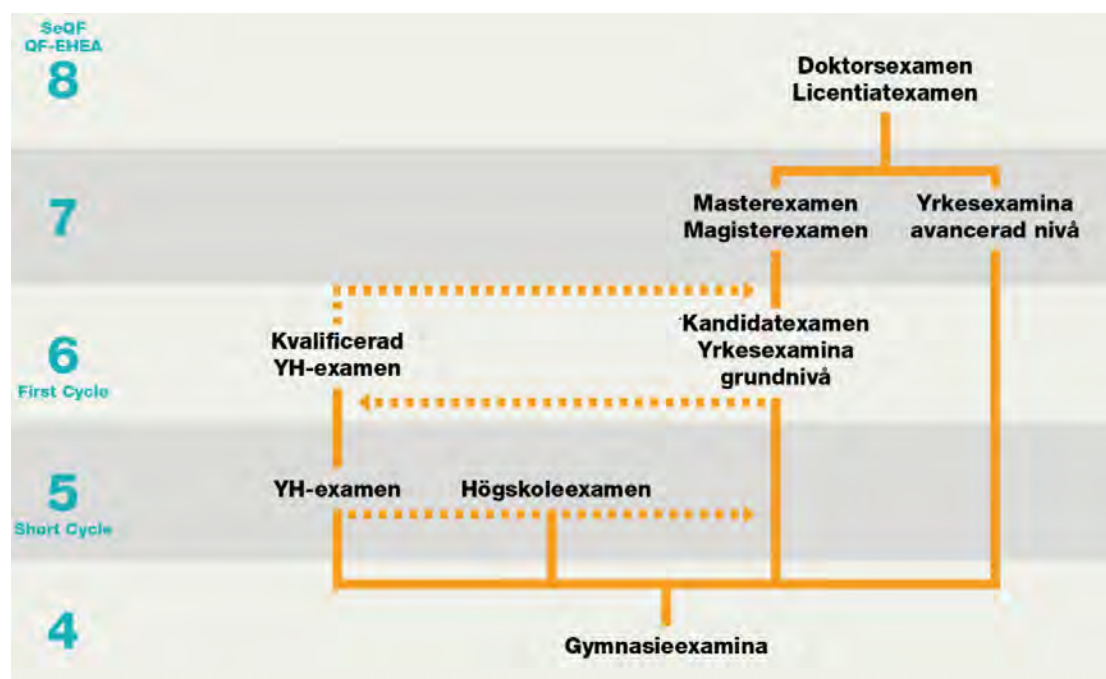 SeQF
QF-EHEA
8
Doktorsexamen
Licentiatexamen
7
Masterexamen
Magisterexamen
Yrkesexamina
avancerad nivå
6
First Cycle
Kvalificerad
YH-examen
Kandidatexamen
Yrkesexamina
grundnivå
5
Short Cycle
YH-examen
Högskoleexamen
4
Gymnasieexamina